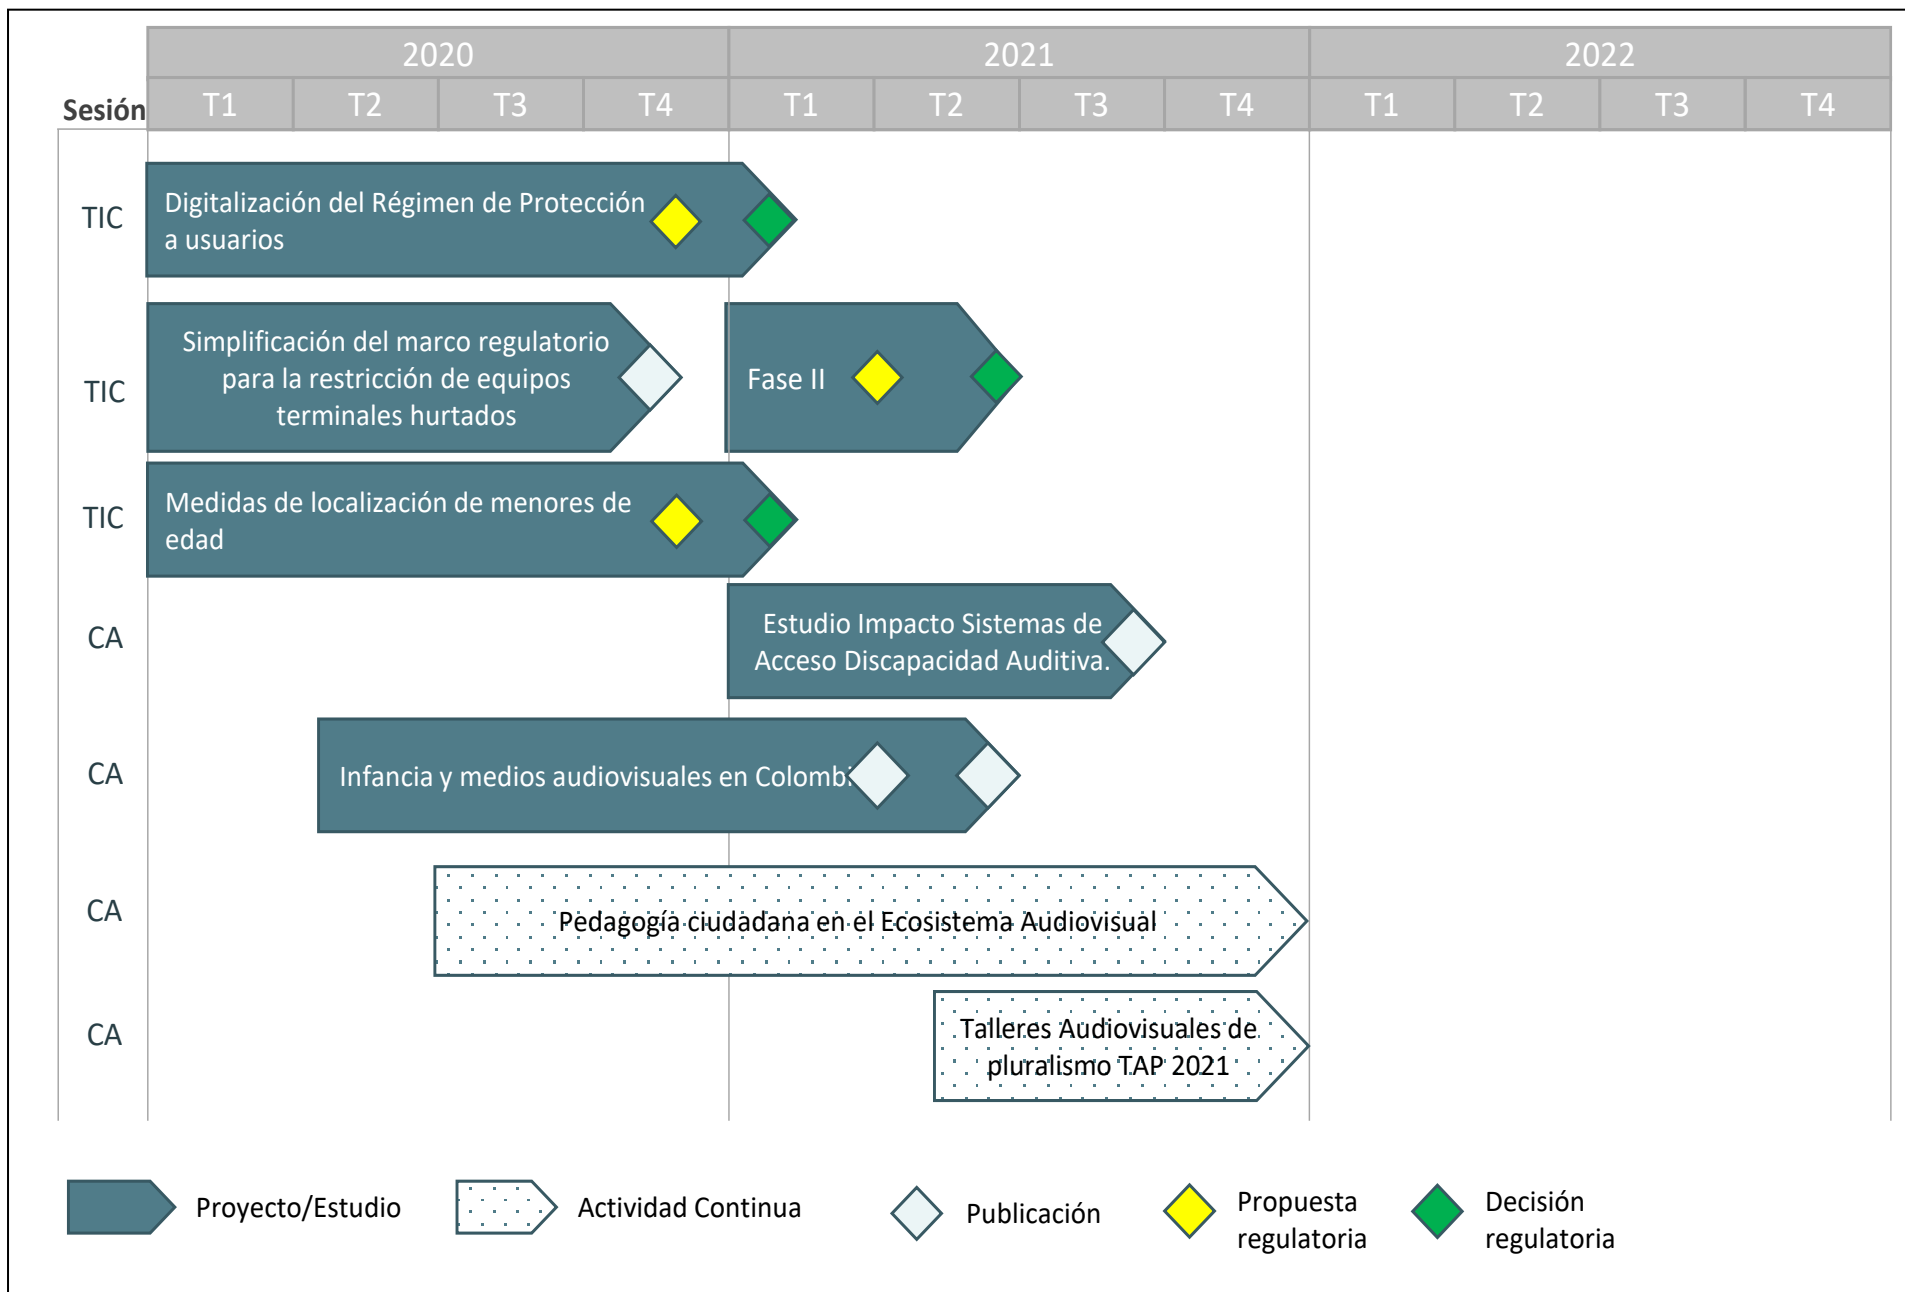 2020
2021
2022
Sesión
T1
T2
T3
T4
T1
T2
T3
T4
T1
T2
T3
T4
TIC
Digitalización del Régimen de Protección
a usuarios
TIC
Simplificación del marco regulatorio
para la restricción de equipos
terminales hurtados
Fase II
TIC
Medidas de localización de menores de
edad
CA
Estudio Impacto Sistemas de
Acceso Discapacidad Auditiva.
CA
Infancia y medios audiovisuales en Colombi
CA
Pedagogía ciudadana en el Ecosistema Audiovisual
CA
Talleres Audiovisuales de
pluralismo TAP 2021
Proyecto/Estudio
Actividad Continua
Publicación
Propuesta
regulatoria
Decisión
regulatoria